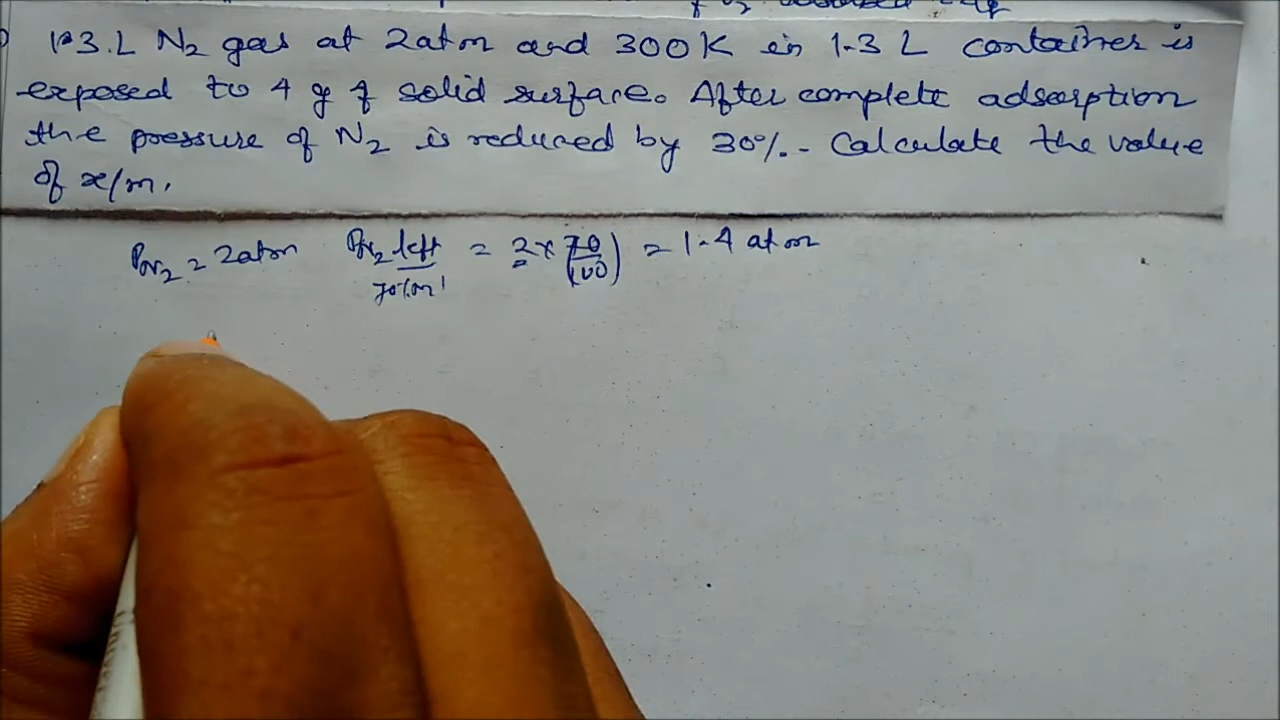 1.3.L N2 gas at 2atm and 300K in 1.3 L container is
exposed to 4 g of solid surface. After complete adsorption
the pressure of N2 is reduced by 30%. Calculate the value
of x/m.
PN2 = 2atm PN2 left = 2 x (70/100) = 1.4 atm